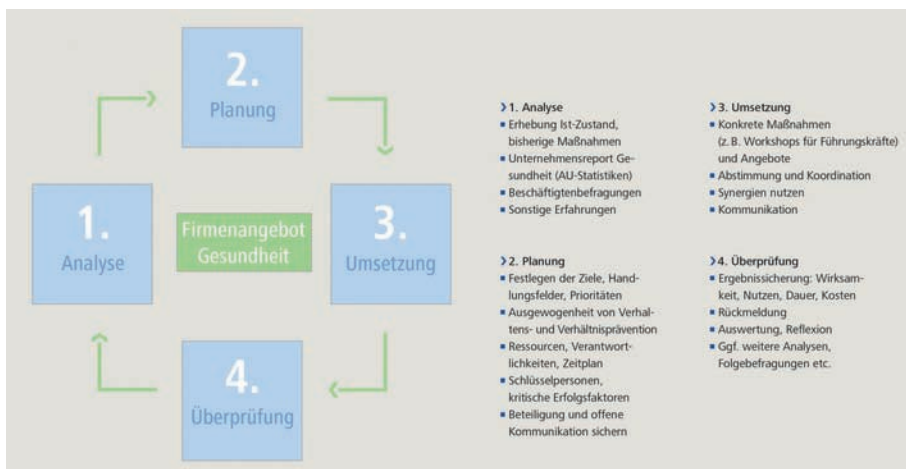 2.
Planung
1.
Analyse
Firmenangebot
Gesundheit
3.
Umsetzung
4.
Überprüfung
1. Analyse
Erhebung Ist-Zustand,
bisherige Maßnahmen
Unternehmensreport Ge-
sundheit (AU-Statistiken)
Beschäftigtenbefragungen
Sonstige Erfahrungen
2. Planung
Festlegen der Ziele, Hand-
lungsfelder, Prioritäten
Ausgewogenheit von Verhal-
tens- und Verhältnisprävention
Ressourcen, Verantwort-
lichkeiten, Zeitplan
Schlüsselpersonen,
kritische Erfolgsfaktoren
Beteiligung und offene
Kommunikation sichern
3. Umsetzung
Konkrete Maßnahmen
(z. B. Workshops für Führungskräfte)
und Angebote
Abstimmung und Koordination
Synergien nutzen
Kommunikation
4. Überprüfung
Ergebnissicherung: Wirksam-
keit, Nutzen, Dauer, Kosten
Rückmeldung
Auswertung, Reflexion
Ggf. weitere Analysen,
Folgebefragungen etc.